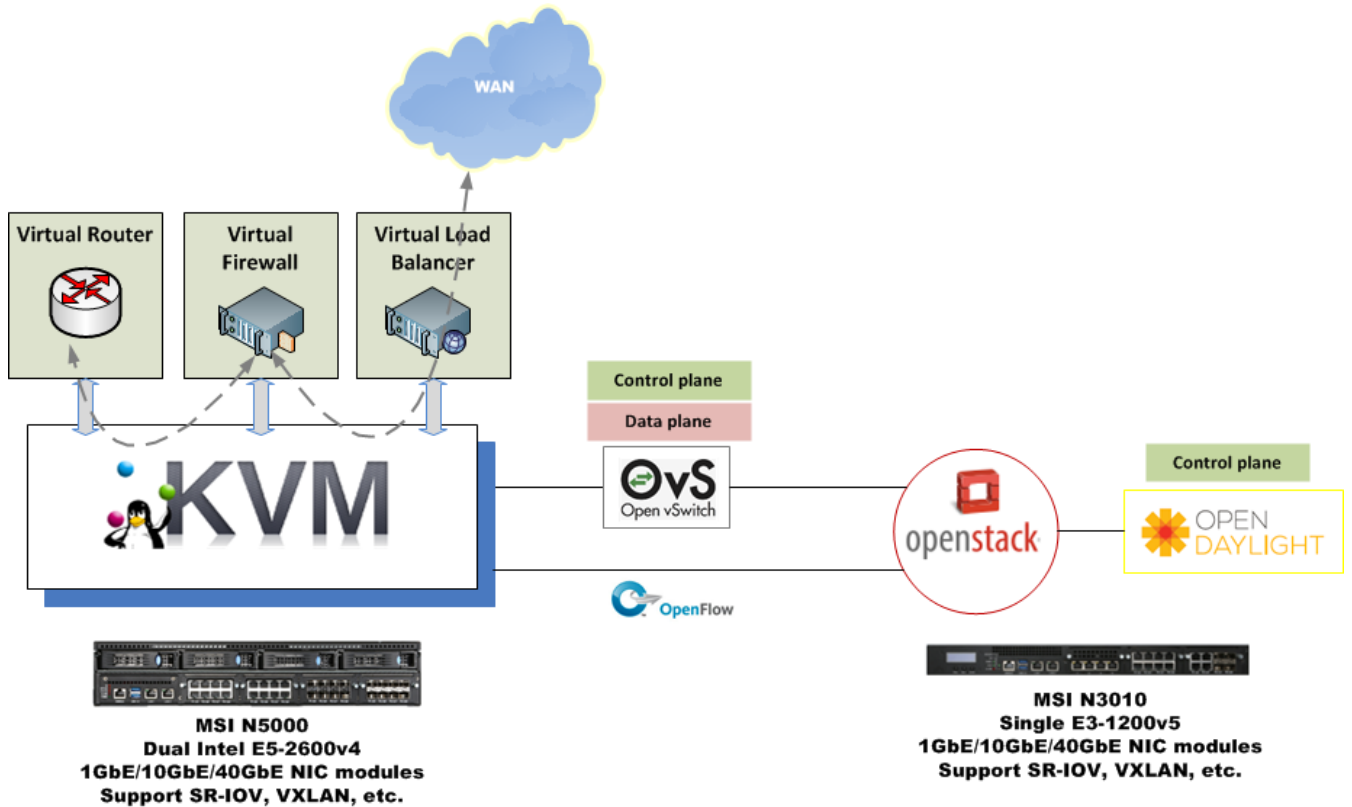 WAN
Virtual Router
Virtual
Firewall
Virtual Load
Balancer
Control plane
Data plane
KVM
OvS
Open vSwitch
openstack
Control plane
OPEN
DAYLIGHT
OpenFlow
MSI N5000
Dual Intel E5-2600v4
1GbE/10GbE/40GbE NIC modules
Support SR-IOV, VXLAN, etc.
MSI N3010
Single E3-1200v5
1GbE/10GbE/40GbE NIC modules
Support SR-IOV, VXLAN, etc.